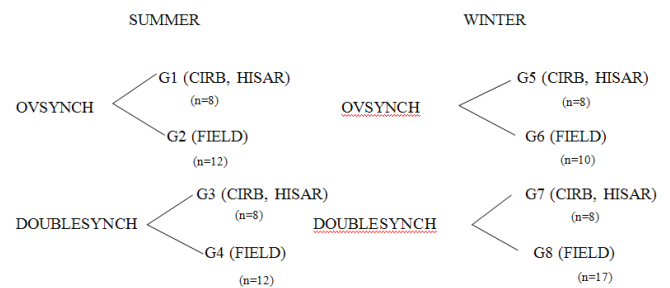 SUMMER
WINTER
OVSYNCH
G1 (CIRB, HISAR)
(n=8)
G2 (FIELD)
(n=12)
OVSYNCH
G5 (CIRB, HISAR)
(n=8)
G6 (FIELD)
(n=10)
DOUBLESYNCH
G3 (CIRB, HISAR)
(n=8)
G4 (FIELD)
(n=12)
DOUBLESYNCH
G7 (CIRB, HISAR)
(n=8)
G8 (FIELD)
(n=17)